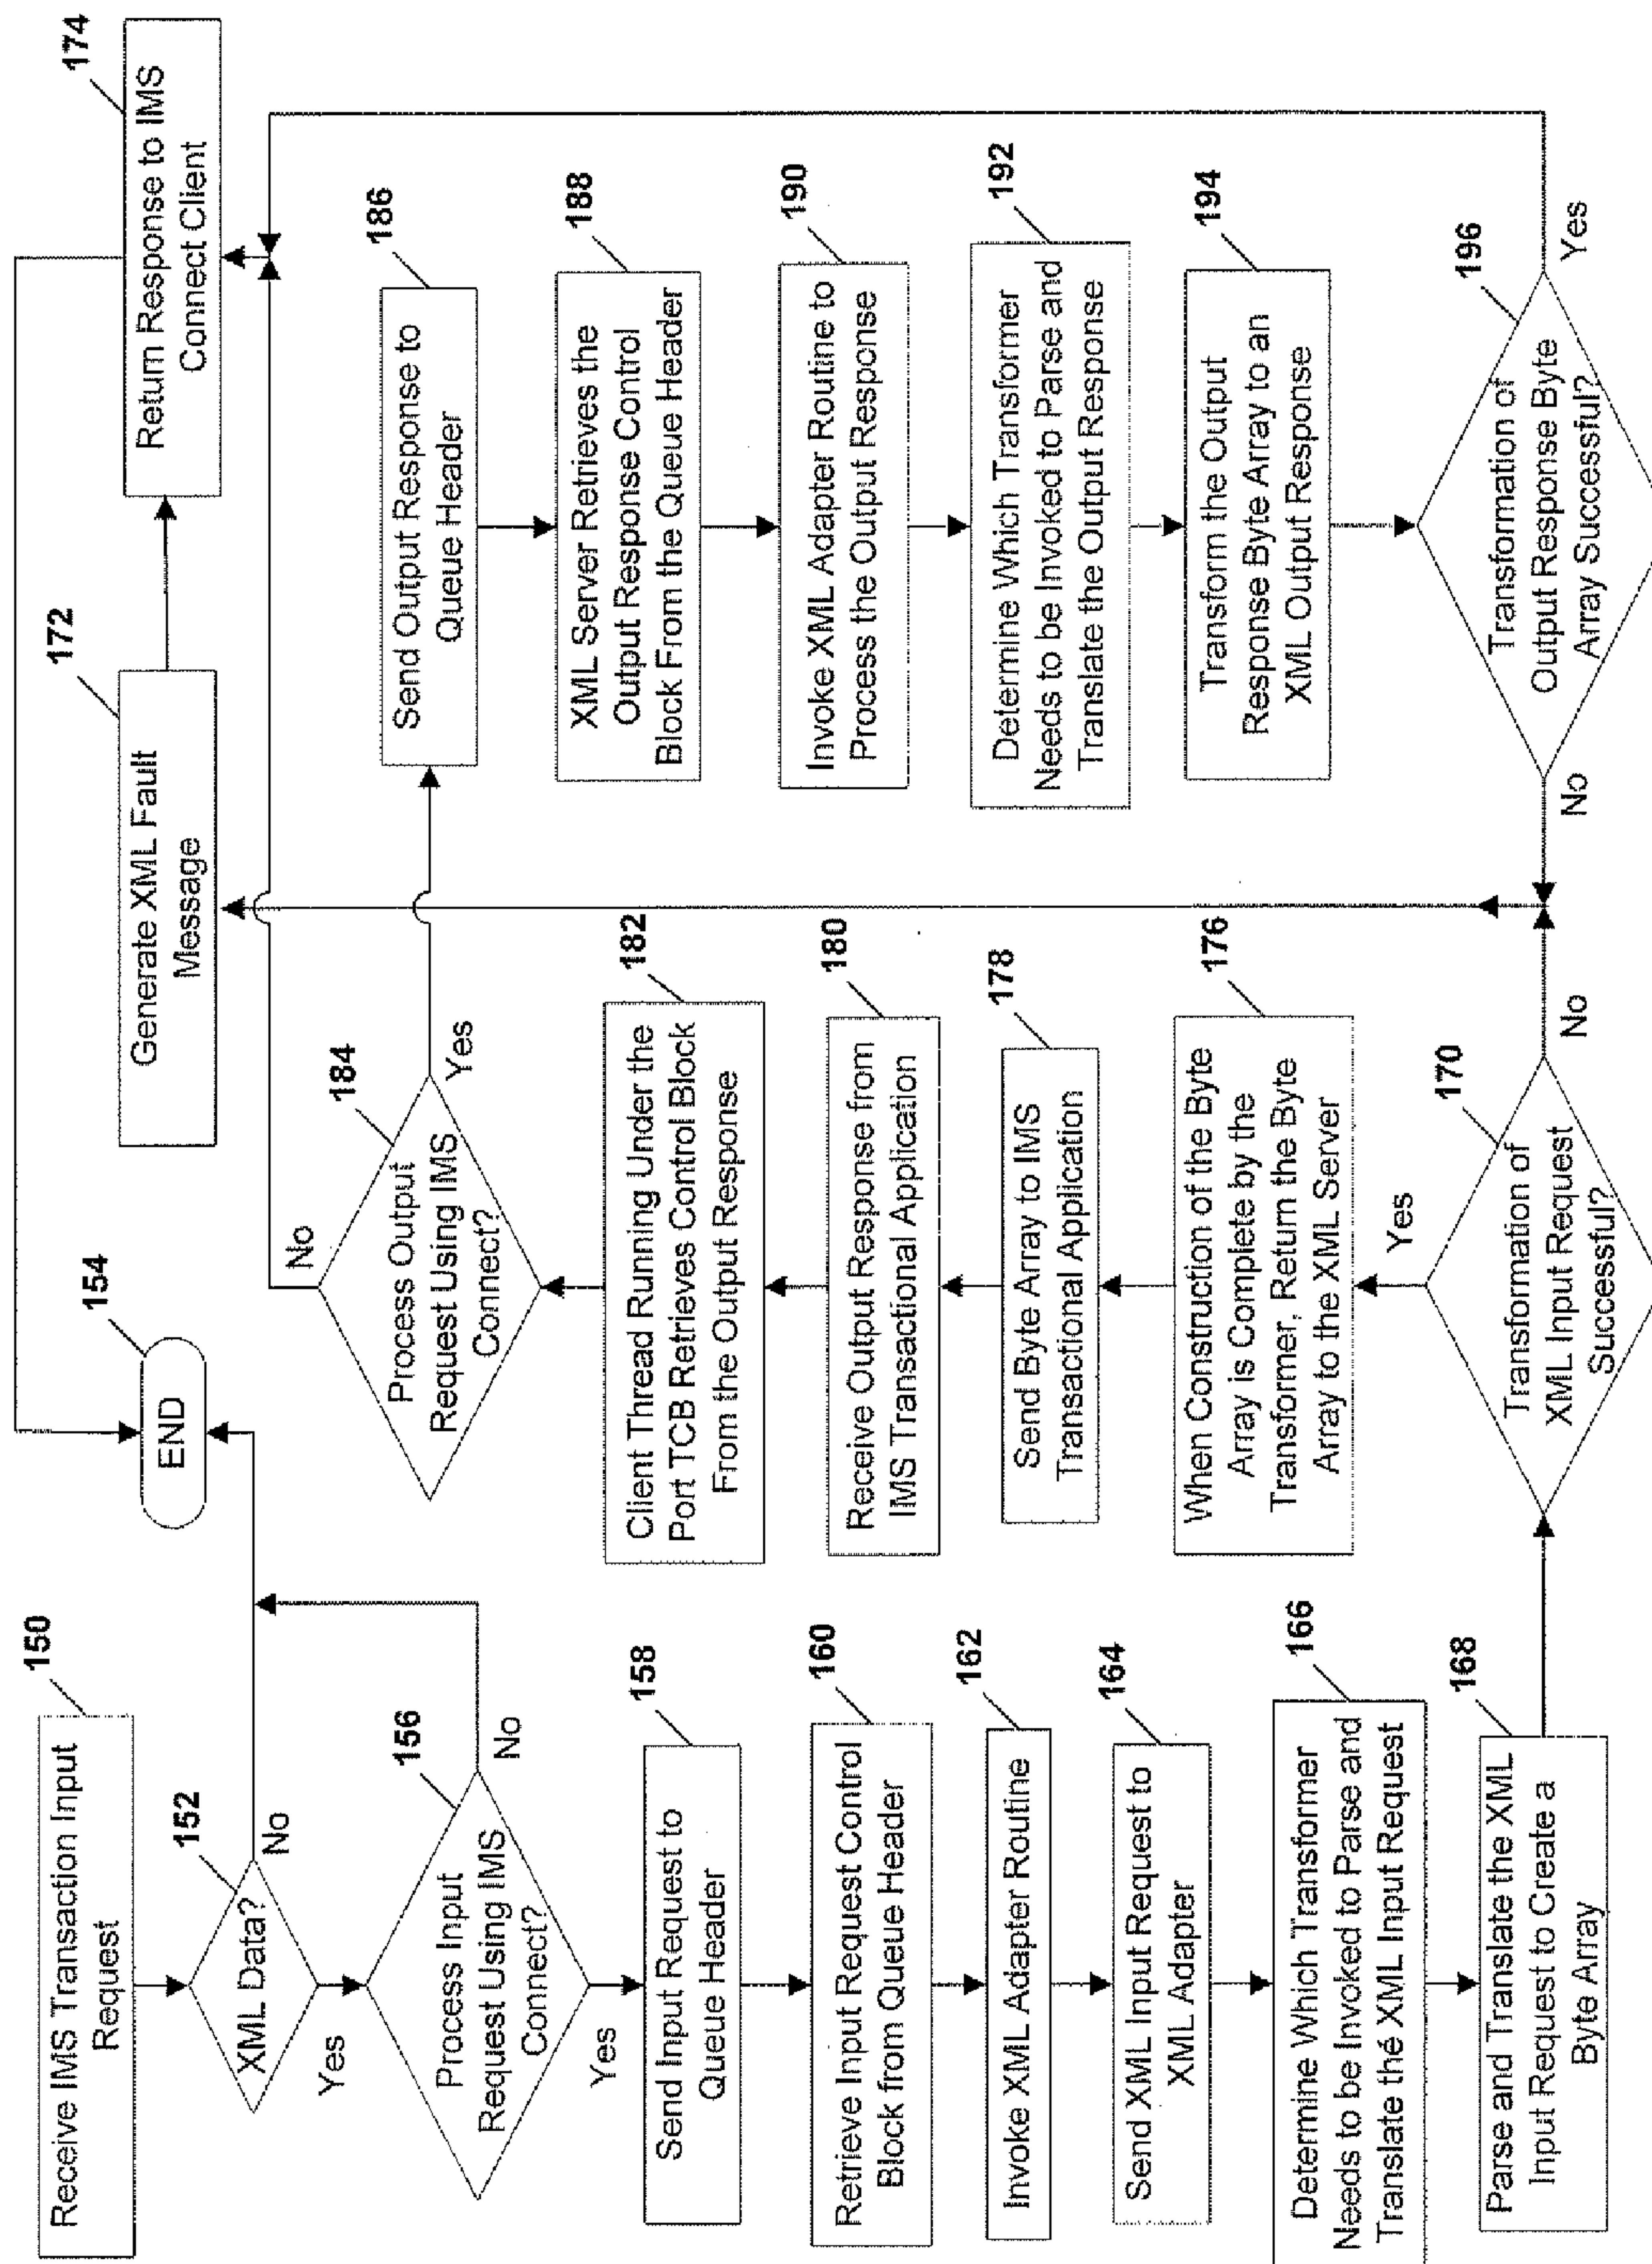 150
Receive IMS Transaction Input
Request
152
XML Data?
No
Yes
154
END
156
Process Input
Request Using IMS
Connect?
No
Yes
158
Send Input Request to
Queue Header
160
Retrieve Input Request Control
Block from Queue Header
162
Invoke XML Adapter Routine
164
Send XML Input Request to
XML Adapter
166
Determine Which Transformer
Needs to be Invoked to Parse and
Translate the XML Input Request
168
Parse and Translate the XML
Input Request to Create a
Byte Array
170
Transformation of
XML Input Request
Successful?
No
Yes
172
Generate XML Fault
Message
174
Return Response to IMS
Connect Client
176
When Construction of the Byte
Array is Complete by the
Transformer, Return the Byte
Array to the XML Server
178
Send Byte Array to IMS
Transactional Application
180
Receive Output Response from
IMS Transactional Application
182
Client Thread Running Under the
Port TCB Retrieves Control Block
From the Output Response
184
Process Output
Request Using IMS
Connect?
No
Yes
186
Send Output Response to
Queue Header
188
XML Server Retrieves the
Output Response Control
Block From the Queue Header
190
Invoke XML Adapter Routine to
Process the Output Response
192
Determine Which Transformer
Needs to be Invoked to Parse and
Translate the Output Response
194
Transform the Output
Response Byte Array to an
XML Output Response
196
Transformation of
Output Response Byte
Array Successful?
No
Yes